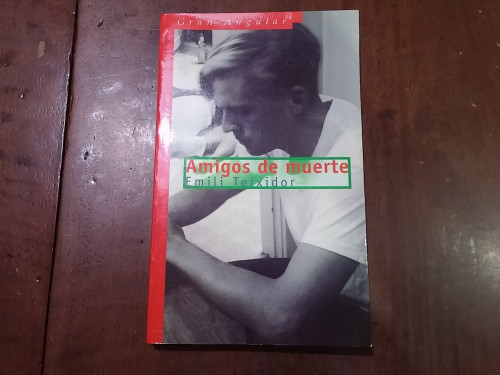 Gran Angular
Amigos de muerte
Emili Teixidor